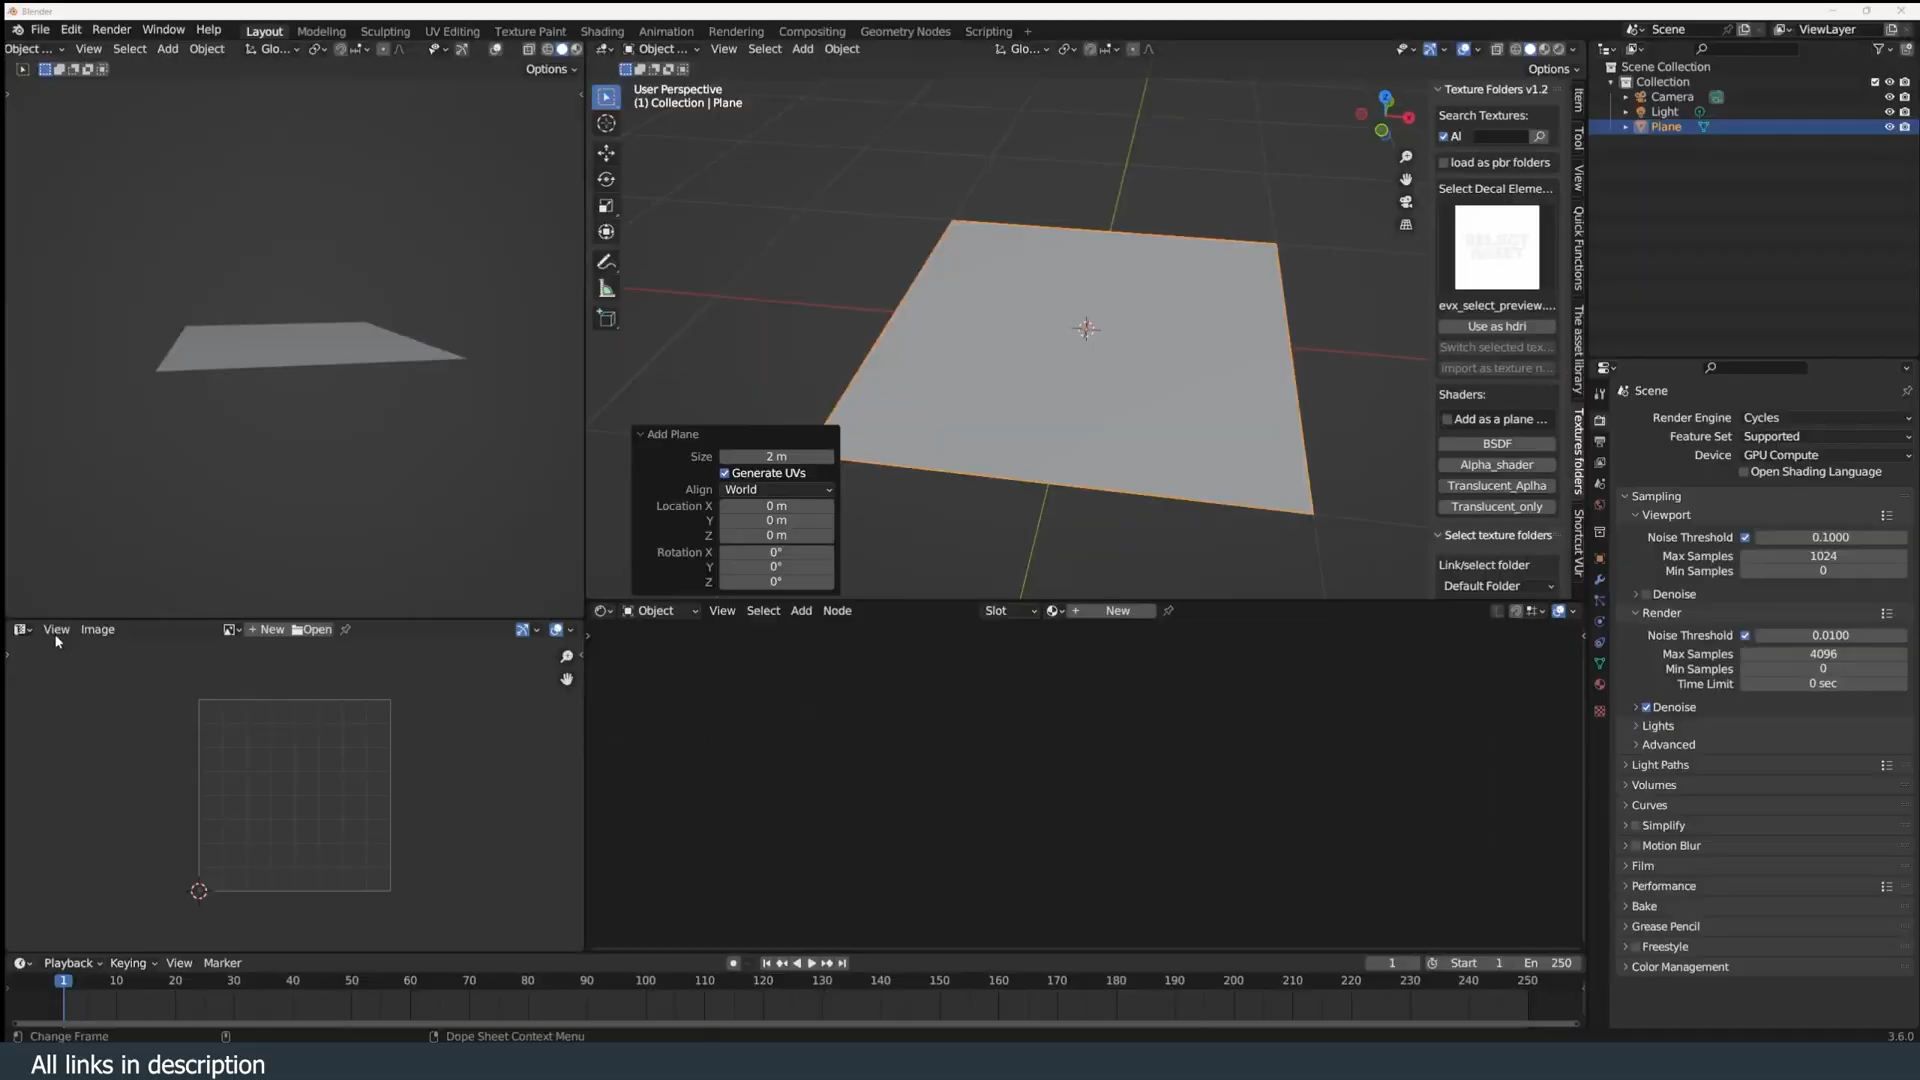 Blender
File Edit Render Window Help Layout Modeling Sculpting UV Editing Texture Paint Shading Animation Rendering Compositing Geometry Nodes Scripting + Scene ViewLayer
Object ... View Select Add Object Glo...
Options
Object ... View Select Add Object Glo...
Options
User Perspective
(1) Collection | Plane
Z
X
Add Plane
Size 2 m
Generate UVs
Align World
Location X 0 m
Y 0 m
Z 0 m
Rotation X 0°
Y 0°
Z 0°
Texture Folders v1.2
Search Textures:
Al
load as pbr folders
Select Decal Eleme...
SELECT
evx_select_preview....
Use as hdri
Switch selected tex...
import as texture n...
Shaders:
Add as a plane ...
BSDF
Alpha_shader
Translucent_Aplha
Translucent_only
Select texture folders
Link/select folder
Default Folder
Item
Tool
View
Quick Functions
The asset library
Textures folders
Shortcut VUr
Scene Collection
Collection
Camera
Light
Plane
Scene
Render Engine Cycles
Feature Set Supported
Device GPU Compute
Open Shading Language
Sampling
Viewport
Noise Threshold 0.1000
Max Samples 1024
Min Samples 0
Denoise
Render
Noise Threshold 0.0100
Max Samples 4096
Min Samples 0
Time Limit 0 sec
Denoise
Lights
Advanced
Light Paths
Volumes
Curves
Simplify
Motion Blur
Film
Performance
Bake
Grease Pencil
Freestyle
Color Management
View Image + New Open
Object View Select Add Node Slot + New
Playback Keying View Marker 1 Start 1 En 250
1 10 20 30 40 50 60 70 80 90 100 110 120 130 140 150 160 170 180 190 200 210 220 230 240 250
Change Frame Dope Sheet Context Menu 3.6.0
All links in description